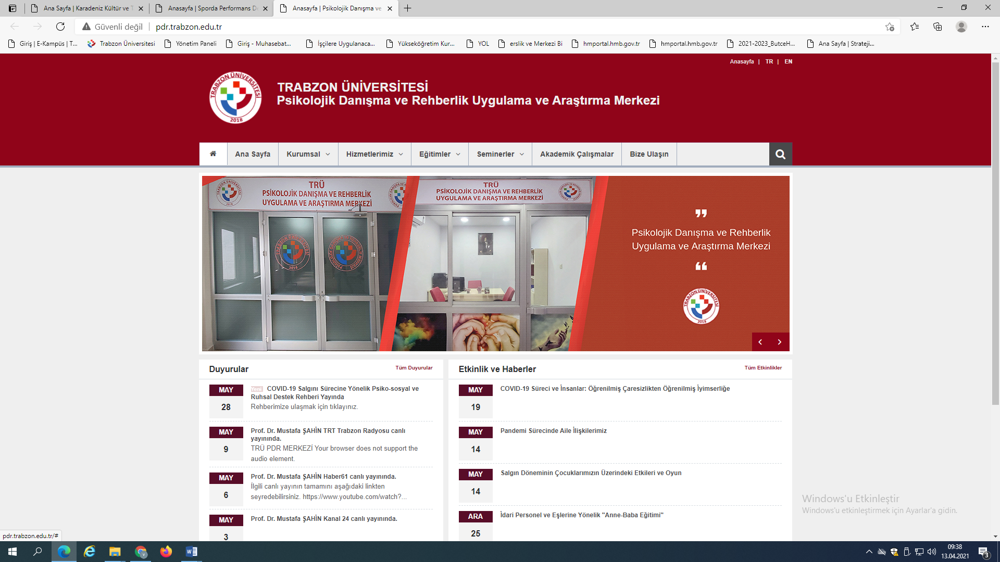 Ana Sayfa | Karadeniz Kültür ve T
Anasayfa | Sporda Performans De
Anasayfa | Psikolojik Danışma ve
Güvenli değil
pdr.trabzon.edu.tr
Giriş | E-Kampüs | T...
Trabzon Üniversitesi
Yönetim Paneli
Giriş - Muhasebat...
İşçilere Uygulanaca...
Yükseköğretim Kur...
YOL
erslik ve Merkezi Bi
hmportal.hmb.gov.tr
hmportal.hmb.gov.tr
2021-2023_ButceH...
Ana Sayfa | Strateji...
Anasayfa | TR | EN
TRABZON ÜNİVERSİTESİ
2018
TRABZON ÜNİVERSİTESİ
Psikolojik Danışma ve Rehberlik Uygulama ve Araştırma Merkezi
Ana Sayfa
Kurumsal
Hizmetlerimiz
Eğitimler
Seminerler
Akademik Çalışmalar
Bize Ulaşın
TRÜ
PSİKOLOJİK DANIŞMA VE REHBERLİK
UYGULAMA VE ARAŞTIRMA MERKEZİ
TRÜ
PSİKOLOJİK DANIŞMA VE REHBERLİK
UYGULAMA VE ARAŞTIRMA MERKEZİ
TRABZON ÜNİVERSİTESİ
2018
”
Psikolojik Danışma ve Rehberlik
Uygulama ve Araştırma Merkezi
“
TRABZON ÜNİVERSİTESİ
2018
Duyurular
Tüm Duyurular
MAY
28
Yeni COVID-19 Salgını Sürecine Yönelik Psiko-sosyal ve
Ruhsal Destek Rehberi Yayında
Rehberimize ulaşmak için tıklayınız.
MAY
9
Prof. Dr. Mustafa ŞAHİN TRT Trabzon Radyosu canlı
yayınında.
TRÜ PDR MERKEZİ Your browser does not support the
audio element.
MAY
6
Prof. Dr. Mustafa ŞAHİN Haber61 canlı yayınında.
İlgili canlı yayının tamamını aşağıdaki linkten
seyredebilirsiniz. https://www.youtube.com/watch?...
MAY
3
Prof. Dr. Mustafa ŞAHİN Kanal 24 canlı yayınında.
Etkinlik ve Haberler
Tüm Etkinlikler
MAY
19
COVID-19 Süreci ve İnsanlar: Öğrenilmiş Çaresizlikten Öğrenilmiş İyimserliğe
MAY
14
Pandemi Sürecinde Aile İlişkilerimiz
MAY
14
Salgın Döneminin Çocuklarımızın Üzerindeki Etkileri ve Oyun
ARA
25
İdari Personel ve Eşlerine Yönelik "Anne-Baba Eğitimi"
Windows'u Etkinleştir
Windows'u etkinleştirmek için Ayarlar'a gidin.
pdr.trabzon.edu.tr/#
09:38
13.04.2021
3